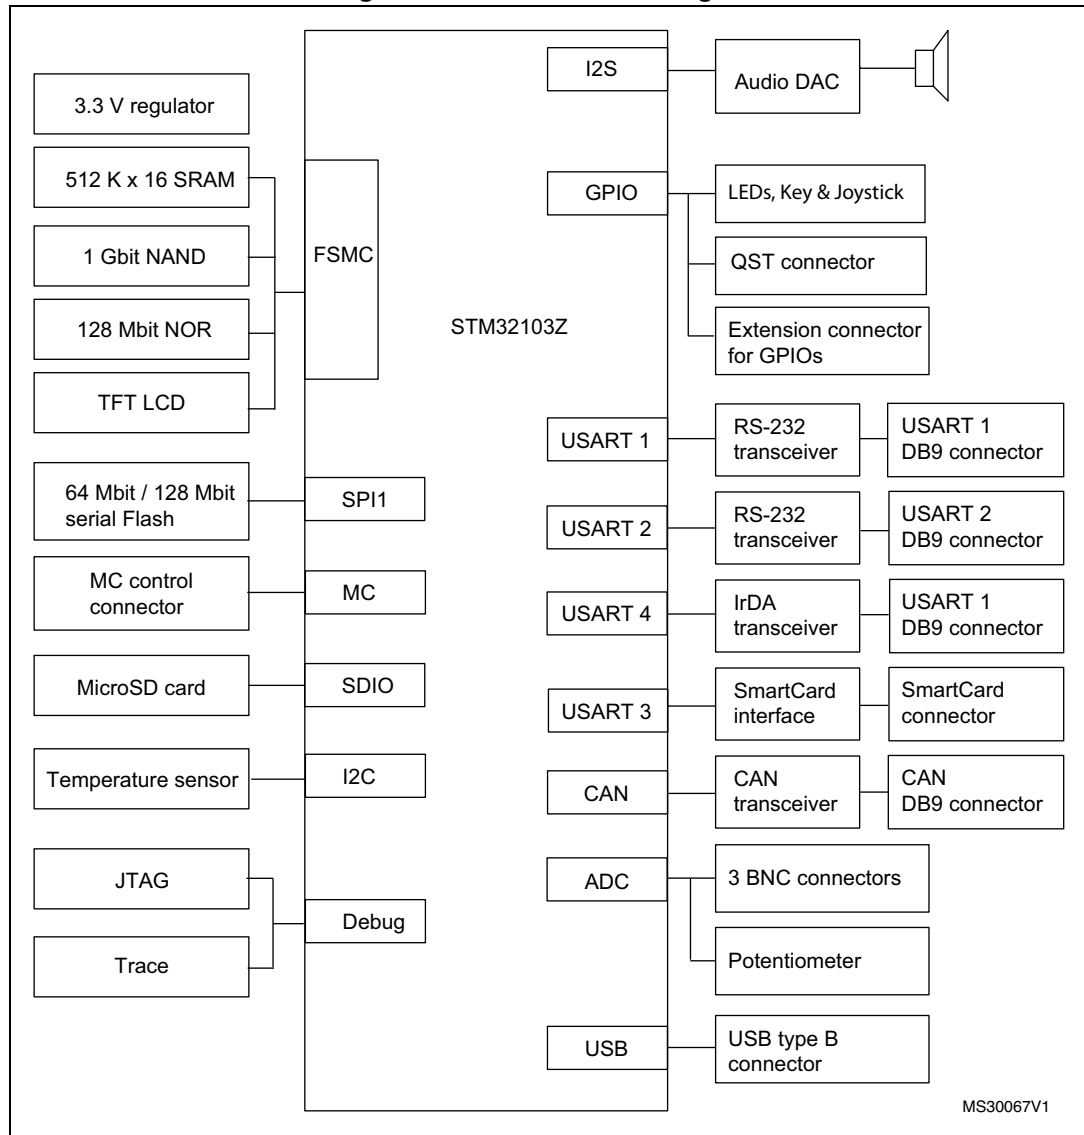 I2S
Audio DAC
3.3 V regulator
512 K x 16 SRAM
1 Gbit NAND
128 Mbit NOR
TFT LCD
FSMC
GPIO
LEDs, Key & Joystick
QST connector
Extension connector
for GPIOs
STM32103Z
USART 1
RS-232
transceiver
USART 1
DB9 connector
64 Mbit / 128 Mbit
serial Flash
SPI1
USART 2
RS-232
transceiver
USART 2
DB9 connector
MC control
connector
MC
USART 4
IrDA
transceiver
USART 1
DB9 connector
MicroSD card
SDIO
USART 3
SmartCard
interface
SmartCard
connector
Temperature sensor
I2C
CAN
CAN
transceiver
CAN
DB9 connector
JTAG
Trace
Debug
ADC
3 BNC connectors
Potentiometer
USB
USB type B
connector
MS30067V1